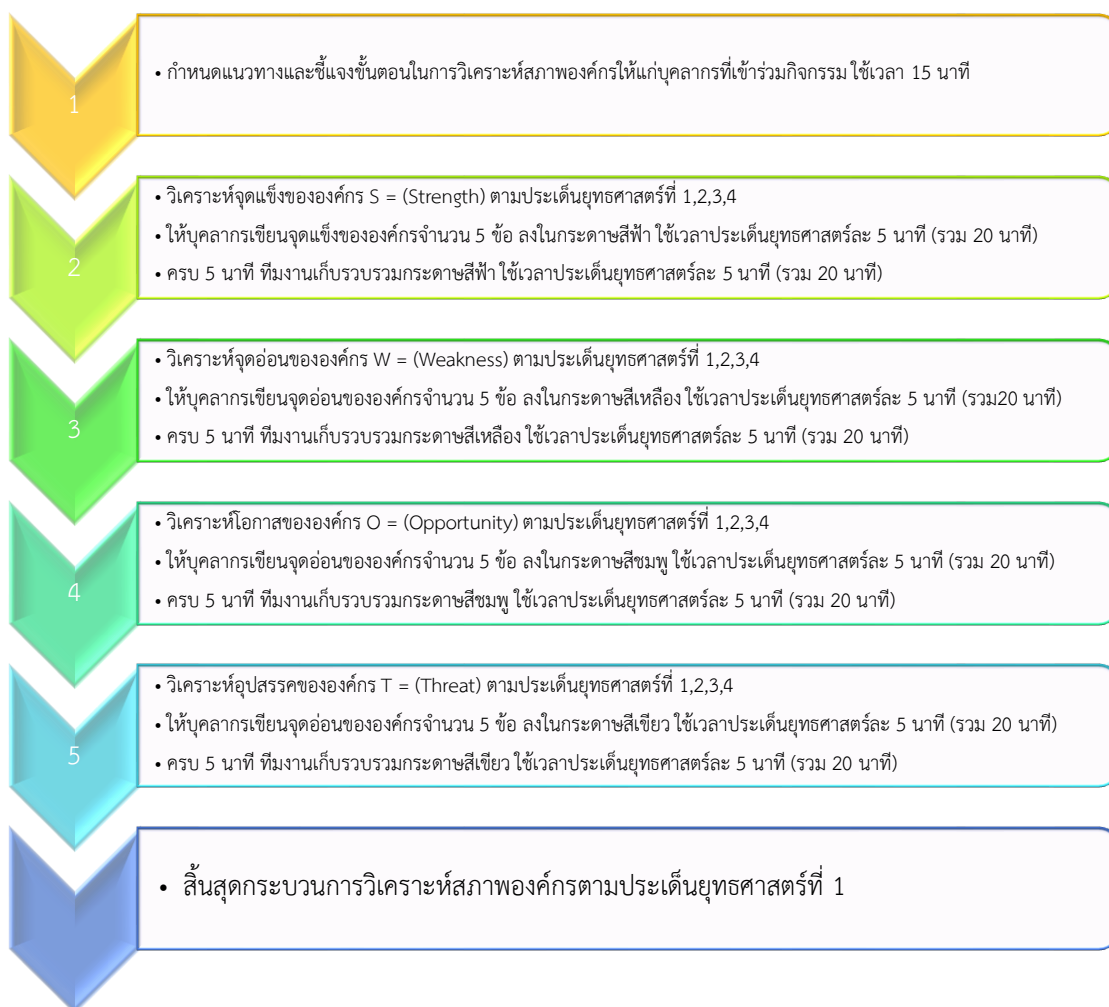 1
• กำหนดแนวทางและชี้แจงขั้นตอนในการวิเคราะห์สภาพองค์กรให้แก่บุคลากรที่เข้าร่วมกิจกรรม ใช้เวลา 15 นาที
2
• วิเคราะห์จุดแข็งขององค์กร S = (Strength) ตามประเด็นยุทธศาสตร์ที่ 1,2,3,4
• ให้บุคลากรเขียนจุดแข็งขององค์กรจำนวน 5 ข้อ ลงในกระดาษสีฟ้า ใช้เวลาประเด็นยุทธศาสตร์ละ 5 นาที (รวม 20 นาที)
• ครบ 5 นาที ทีมงานเก็บรวบรวมกระดาษสีฟ้า ใช้เวลาประเด็นยุทธศาสตร์ละ 5 นาที (รวม 20 นาที)
3
• วิเคราะห์จุดอ่อนขององค์กร W = (Weakness) ตามประเด็นยุทธศาสตร์ที่ 1,2,3,4
• ให้บุคลากรเขียนจุดอ่อนขององค์กรจำนวน 5 ข้อ ลงในกระดาษสีเหลือง ใช้เวลาประเด็นยุทธศาสตร์ละ 5 นาที (รวม20 นาที)
• ครบ 5 นาที ทีมงานเก็บรวบรวมกระดาษสีเหลือง ใช้เวลาประเด็นยุทธศาสตร์ละ 5 นาที (รวม 20 นาที)
4
• วิเคราะห์โอกาสขององค์กร O = (Opportunity) ตามประเด็นยุทธศาสตร์ที่ 1,2,3,4
• ให้บุคลากรเขียนจุดอ่อนขององค์กรจำนวน 5 ข้อ ลงในกระดาษสีชมพู ใช้เวลาประเด็นยุทธศาสตร์ละ 5 นาที (รวม 20 นาที)
• ครบ 5 นาที ทีมงานเก็บรวบรวมกระดาษสีชมพู ใช้เวลาประเด็นยุทธศาสตร์ละ 5 นาที (รวม 20 นาที)
5
• วิเคราะห์อุปสรรคขององค์กร T = (Threat) ตามประเด็นยุทธศาสตร์ที่ 1,2,3,4
• ให้บุคลากรเขียนจุดอ่อนขององค์กรจำนวน 5 ข้อ ลงในกระดาษสีเขียว ใช้เวลาประเด็นยุทธศาสตร์ละ 5 นาที (รวม 20 นาที)
• ครบ 5 นาที ทีมงานเก็บรวบรวมกระดาษสีเขียว ใช้เวลาประเด็นยุทธศาสตร์ละ 5 นาที (รวม 20 นาที)
• สิ้นสุดกระบวนการวิเคราะห์สภาพองค์กรตามประเด็นยุทธศาสตร์ที่ 1